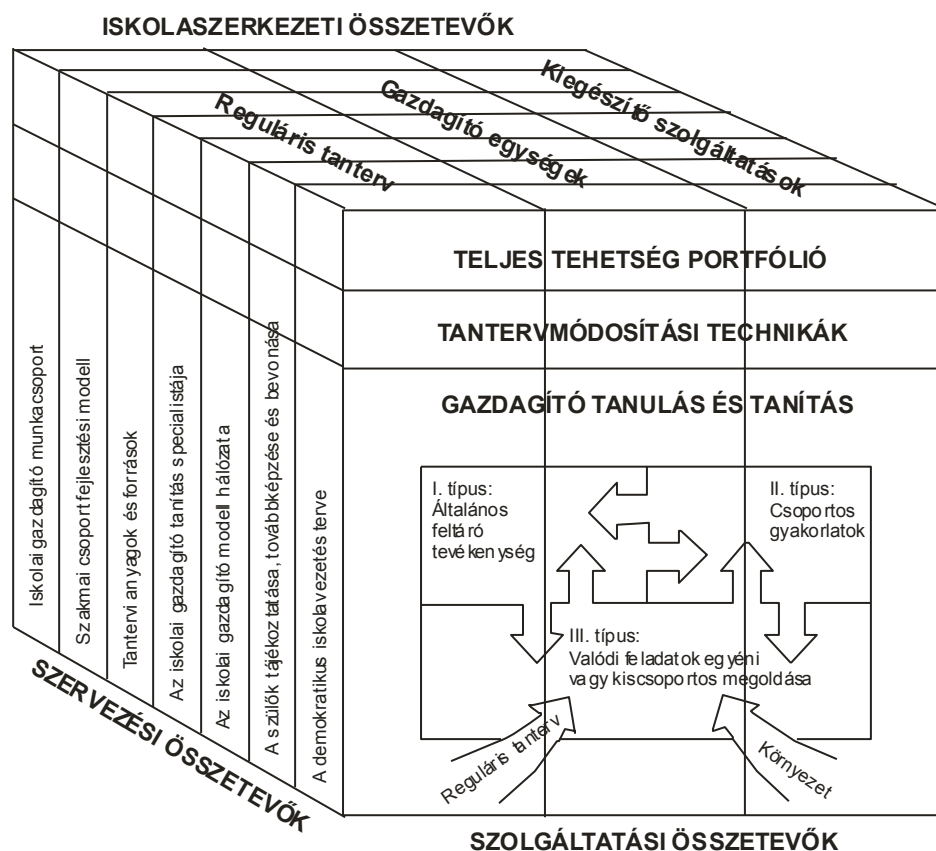 ISKOLASZERKEZETI ÖSSZETEVŐK
Reguláris tanterv
Gazdagító egységek
Kiegészítő szolgáltatások
TELJES TEHETSÉG PORTFÓLIÓ
TANTERVMÓDOSÍTÁSI TECHNIKÁK
GAZDAGÍTÓ TANULÁS ÉS TANÍTÁS
I. típus:
Általános
feltáró
tevékenység
II. típus:
Csoportos
gyakorlatok
III. típus:
Valódi feladatok egyéni
vagy kiscsoportos megoldása
Reguláris tanterv
Környezet
Iskolai gazdagító munkacsoport
Szakmai csoportfejlesztési modell
Tantervi anyagok és források
Az iskolai gazdagító tanítás specialistája
Az iskolai gazdagító modell hálózata
A szülők tájékoztatása, továbbképzése és bevonása
A demokratikus iskolavezetés terve
SZERVEZÉSI ÖSSZETEVŐK
SZOLGÁLTATÁSI ÖSSZETEVŐK